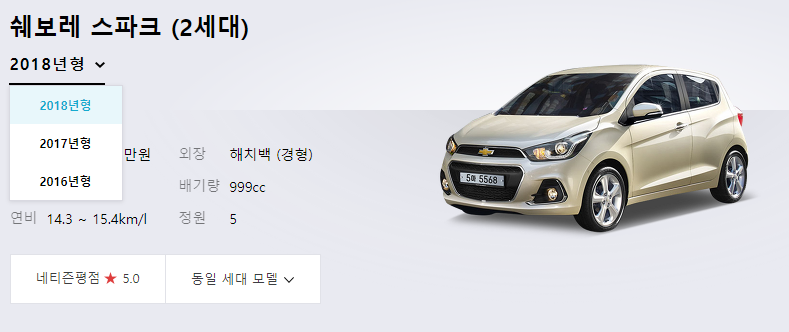 쉐보레 스파크 (2세대)
2018년형
2018년형
2017년형
2016년형
만원 외장 해치백 (경형)
배기량 999cc
연비 14.3 ~ 15.4km/l 정원 5
네티즌평점 ★ 5.0 동일 세대 모델
5568